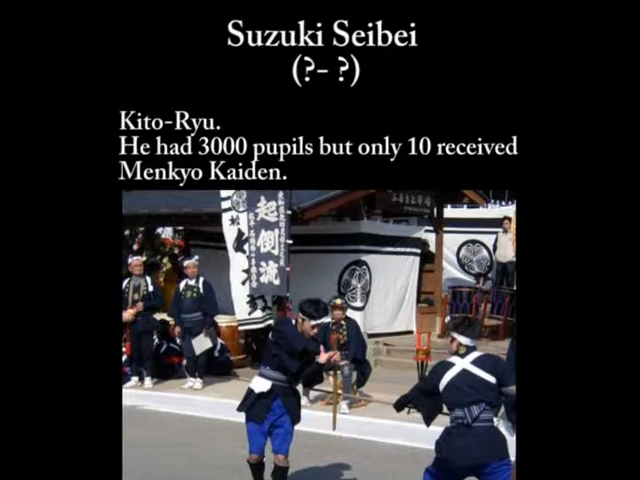 Suzuki Seibei
(?- ?)
Kito-Ryu.
He had 3000 pupils but only 10 received
Menkyo Kaiden.
起倒流